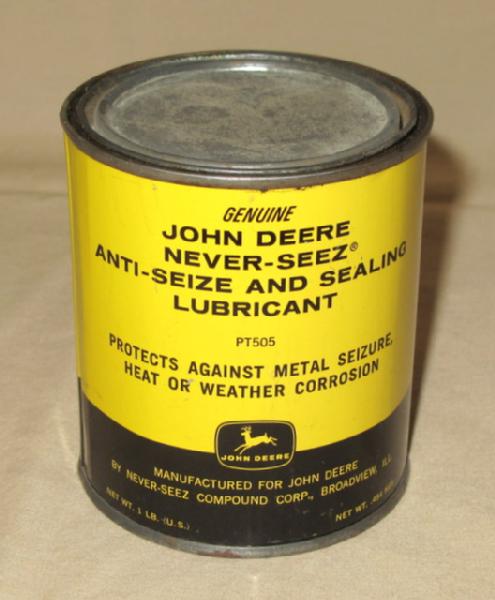 GENUINE
JOHN DEERE
NEVER-SEEZ®
ANTI-SEIZE AND SEALING
LUBRICANT
PT505
PROTECTS AGAINST METAL SEIZURE,
HEAT OR WEATHER CORROSION
JOHN DEERE
MANUFACTURED FOR JOHN DEERE
BY NEVER-SEEZ COMPOUND CORP., BROADVIEW, ILL
NET WT. 1 LB. (U.S.)
NET WT.